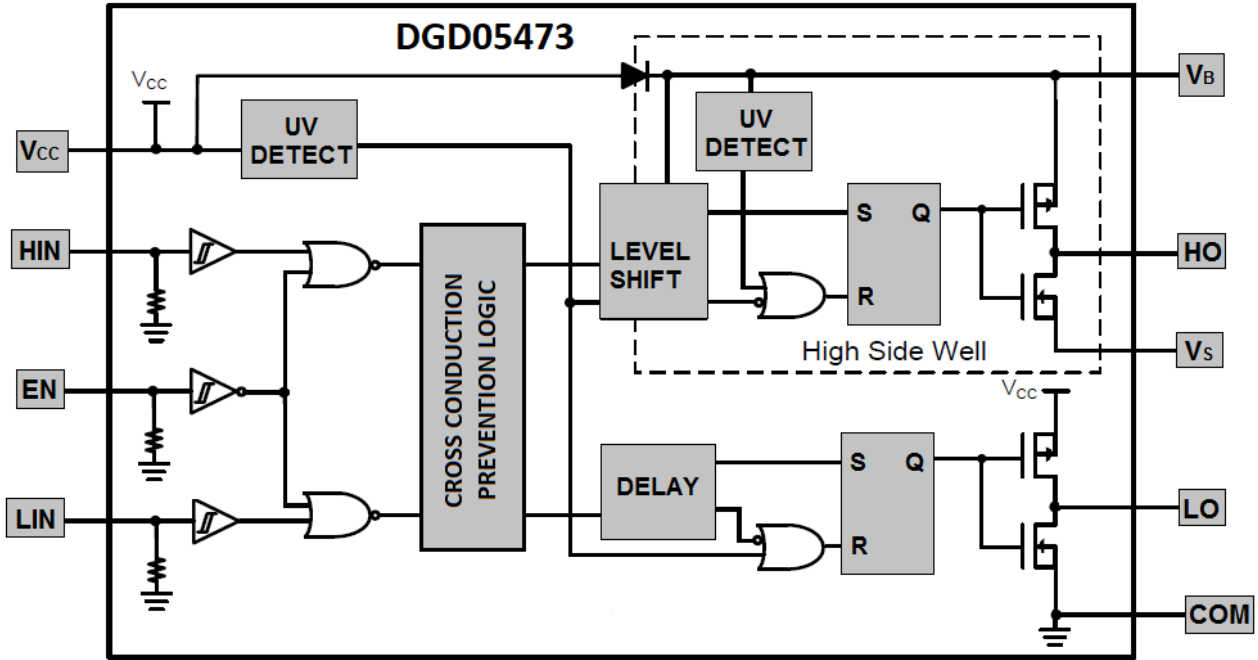 DGD05473
VCC
VB
UV
DETECT
UV
DETECT
VCC
HIN
S
Q
LEVEL
SHIFT
HO
R
CROSS CONDUCTION
PREVENTION LOGIC
High Side Well
VS
EN
VCC
S
Q
DELAY
LIN
LO
R
COM